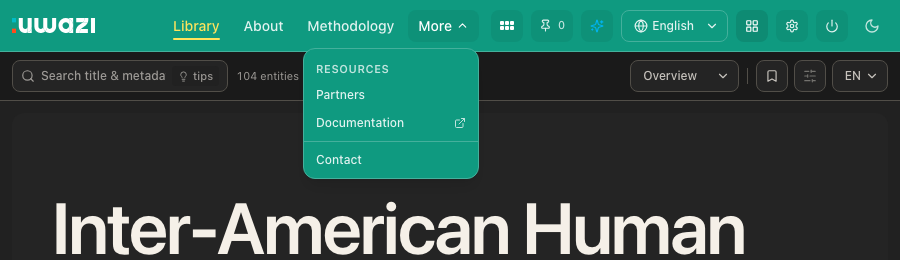 :uwazi
Library About Methodology More 0 English
Search title & metada tips 104 entities Overview EN
RESOURCES
Partners
Documentation
Contact
Inter-American Human